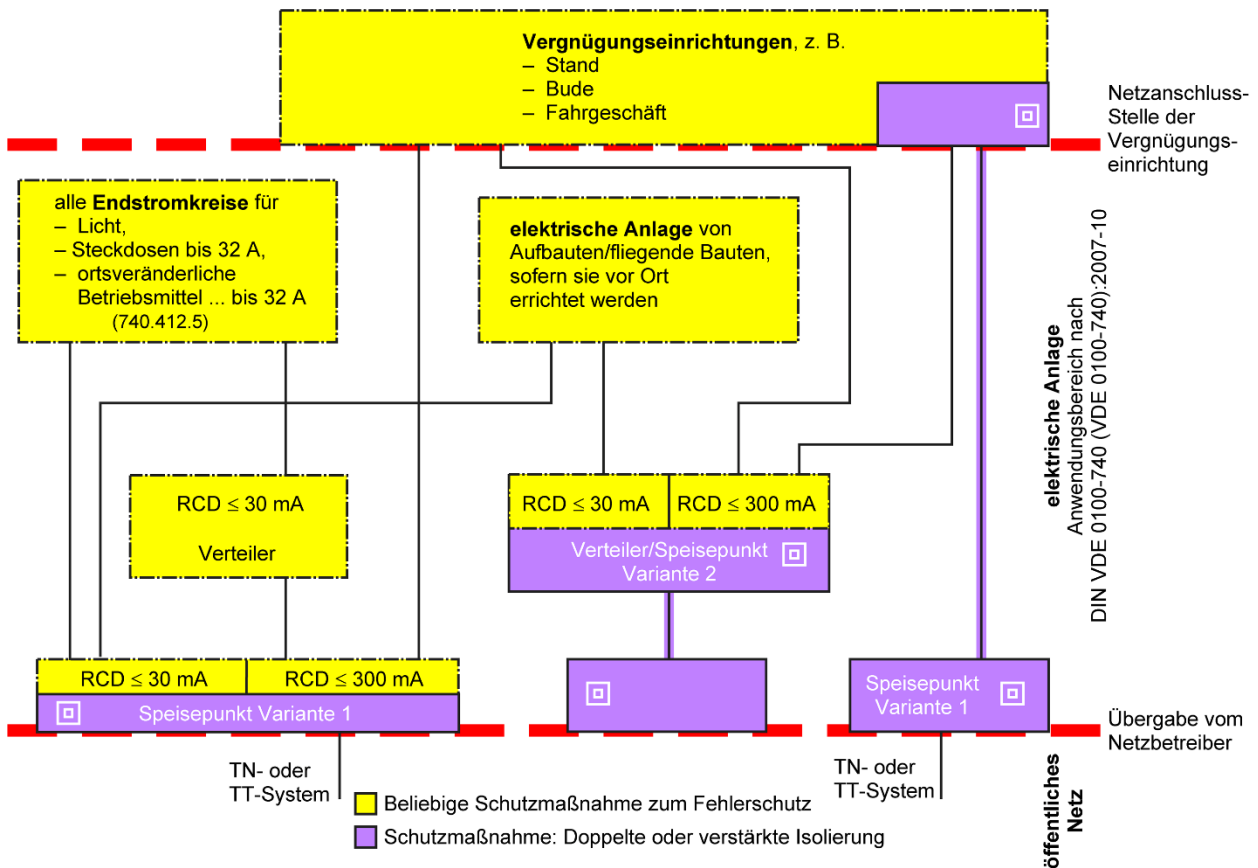 Vergnügungseinrichtungen, z. B.
– Stand
– Bude
– Fahrgeschäft
Netzanschluss-
Stelle der
Vergnügungs-
einrichtung
alle Endstromkreise für
– Licht,
– Steckdosen bis 32 A,
– ortsveränderliche
Betriebsmittel ... bis 32 A
(740.412.5)
elektrische Anlage von
Aufbauten/fliegende Bauten,
sofern sie vor Ort
errichtet werden
elektrische Anlage
Anwendungsbereich nach
DIN VDE 0100-740 (VDE 0100-740):2007-10
RCD ≤ 30 mA
Verteiler
RCD ≤ 30 mA
RCD ≤ 300 mA
Verteiler/Speisepunkt
Variante 2
RCD ≤ 30 mA
RCD ≤ 300 mA
Speisepunkt Variante 1
Speisepunkt
Variante 1
Übergabe vom
Netzbetreiber
TN- oder
TT-System
TN- oder
TT-System
öffentliches
Netz
Beliebige Schutzmaßnahme zum Fehlerschutz
Schutzmaßnahme: Doppelte oder verstärkte Isolierung